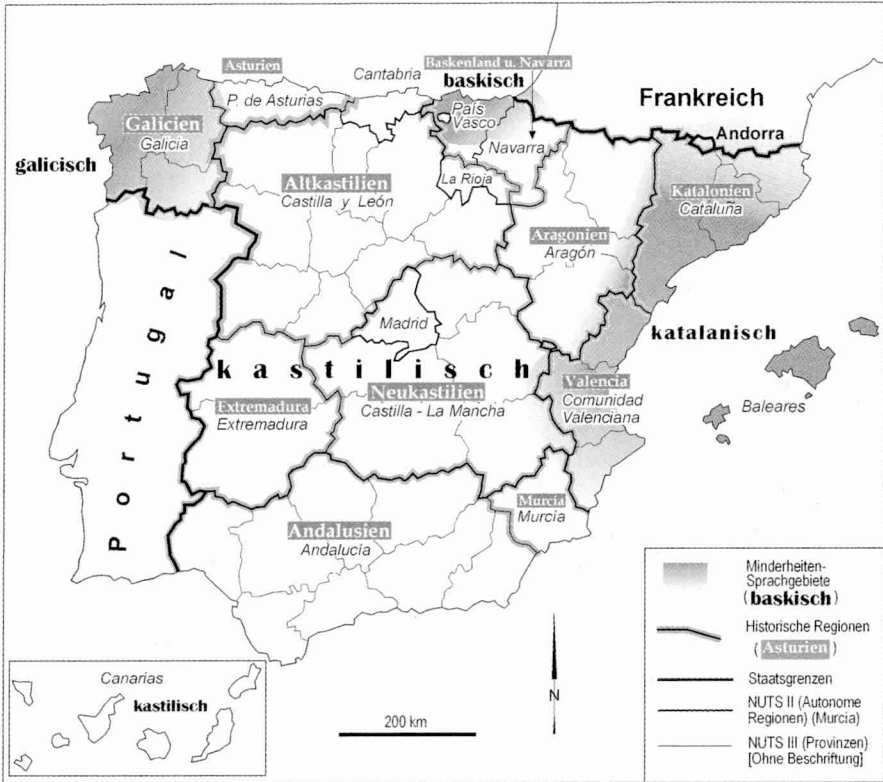 Asturien
Cantabria
Baskenland u. Navarra
baskisch
P. de Asturias
País
Vasco
Frankreich
Andorra
Galicien
Galicia
Navarra
galicisch
La Rioja
Altkastilien
Castilla y León
Katalonien
Cataluña
Aragonien
Aragón
Portugal
Madrid
katalanisch
kastilisch
Valencia
Comunidad
Valenciana
Neukastilien
Castilla - La Mancha
Extremadura
Extremadura
Baleares
Murcia
Murcia
Andalusien
Andalucía
Minderheiten-
Sprachgebiete
(baskisch)
Historische Regionen
(Asturien)
Staatsgrenzen
NUTS II (Autonome
Regionen) (Murcia)
NUTS III (Provinzen)
[Ohne Beschriftung]
Canarias
kastilisch
N
200 km